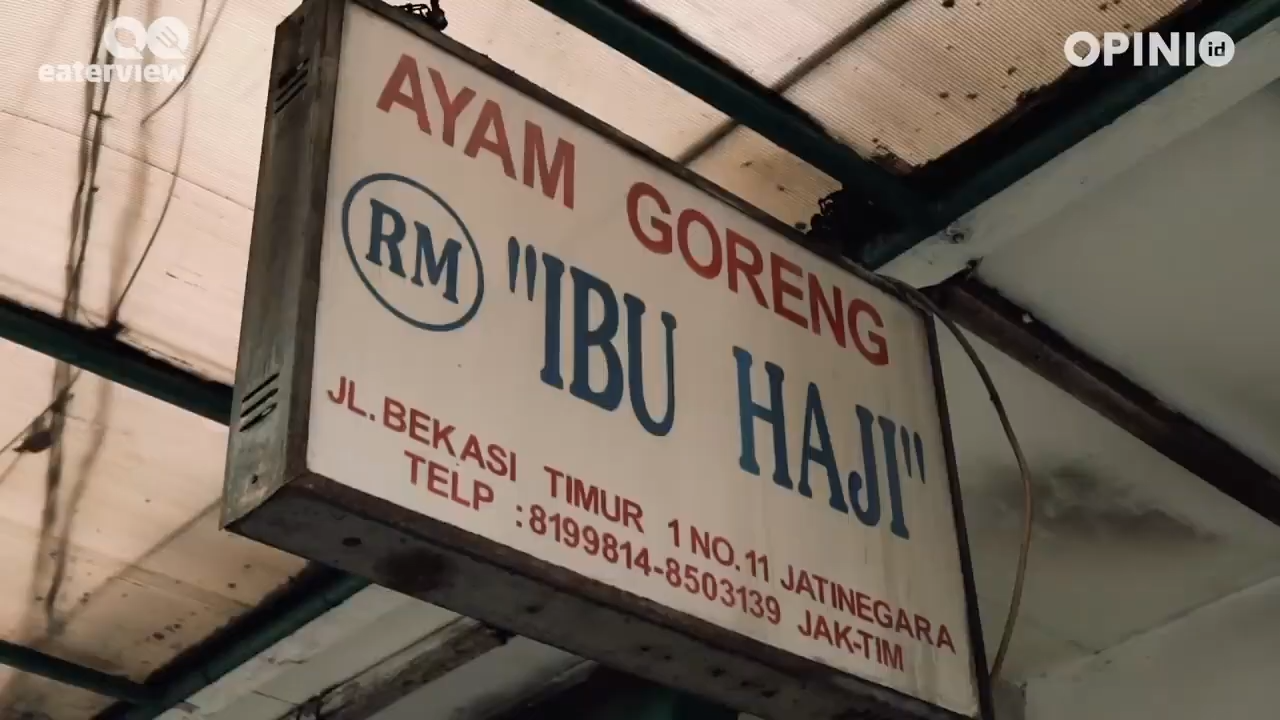 eaterview
OPINIO id
AYAM GORENG
RM "IBU HAJI"
JL. BEKASI TIMUR 1 NO. 11 JATINEGARA
TELP : 8199814-8503139 JAK-TIM